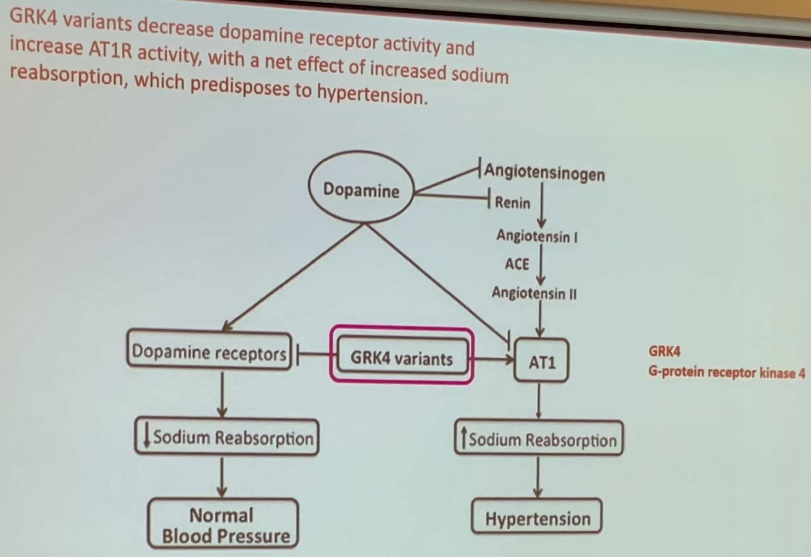 GRK4 variants decrease dopamine receptor activity and
increase AT1R activity, with a net effect of increased sodium
reabsorption, which predisposes to hypertension.
Dopamine
Angiotensinogen
Renin
Angiotensin I
ACE
Angiotensin II
Dopamine receptors
GRK4 variants
AT1
GRK4
G-protein receptor kinase 4
↓Sodium Reabsorption
↑Sodium Reabsorption
Normal
Blood Pressure
Hypertension